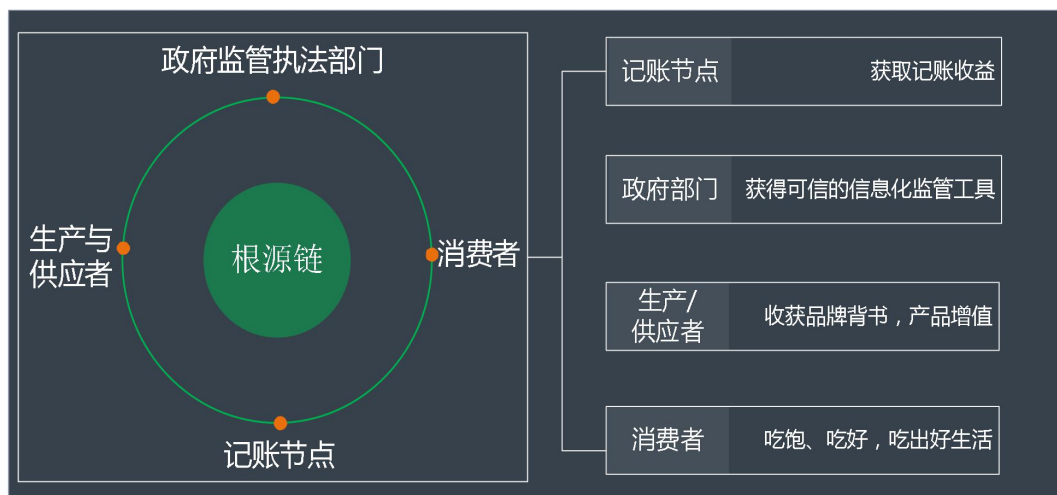 政府监管执法部门
生产与
供应者
根源链
消费者
记账节点
记账节点
获取记账收益
政府部门
获得可信的信息化监管工具
生产/
供应者
收获品牌背书，产品增值
消费者
吃饱、吃好，吃出好生活